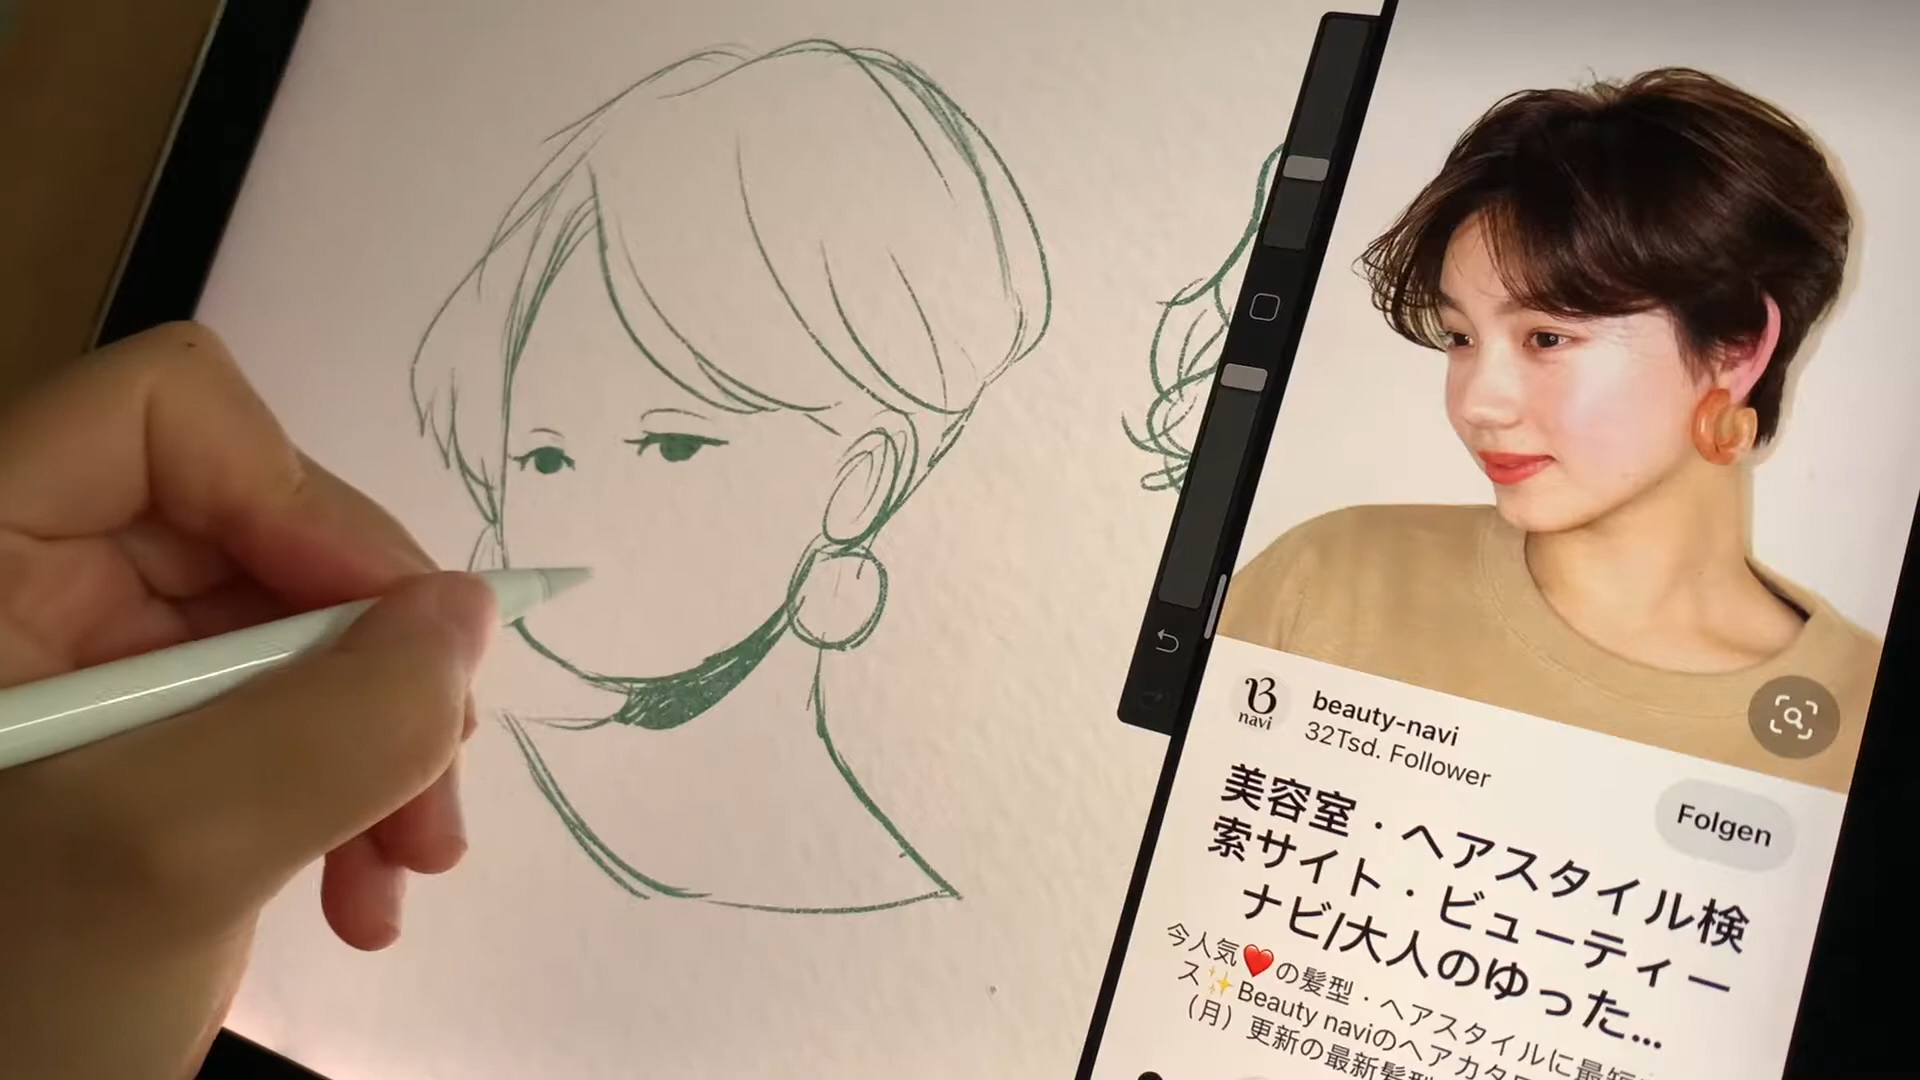 B
navi
beauty-navi
32Tsd. Follower
Folgen
美容室・ヘアスタイル検
索サイト・ビューティー
ナビ/大人のゆった...
今人気❤️の髪型・ヘアスタイルに最短
ス✨Beauty naviのヘアカタ
(月)更新の最新髪型